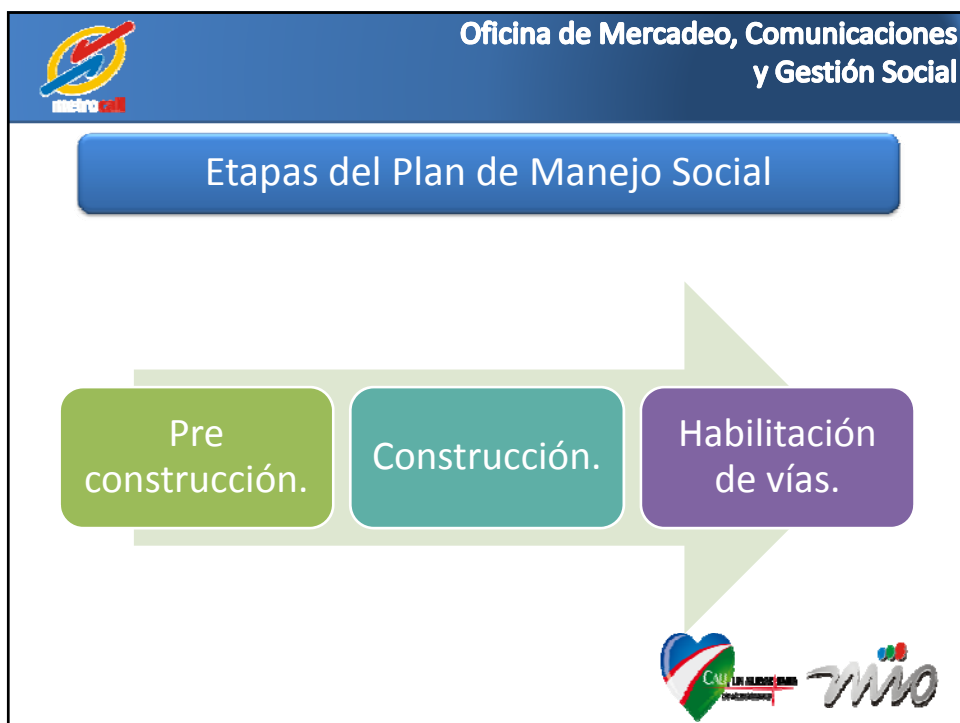 Oficina de Mercadeo, Comunicaciones
y Gestión Social
metrocali
Etapas del Plan de Manejo Social
Pre
construcción.
Construcción.
Habilitación
de vías.
CALI
mio